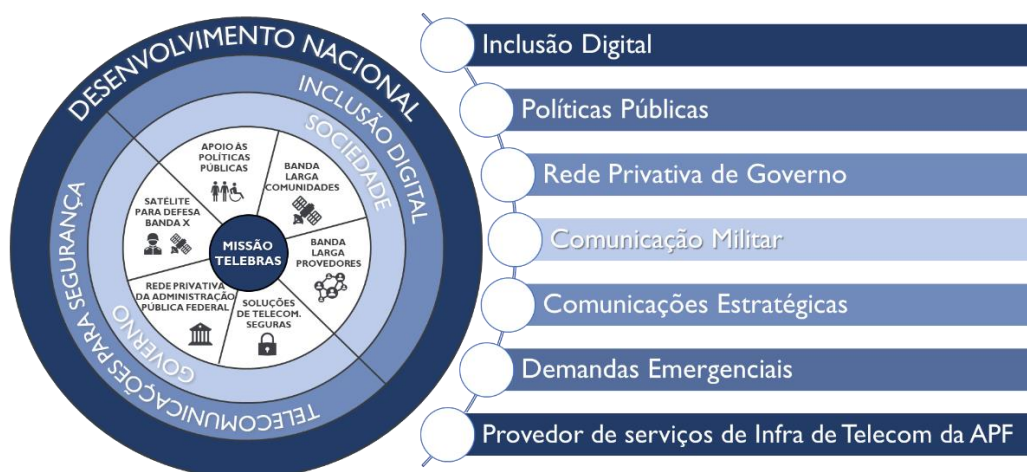 DESENVOLVIMENTO NACIONAL
INCLUSÃO DIGITAL
SOCIEDADE
TELECOMUNICAÇÕES PARA SEGURANÇA
GOVERNO
APOIO ÀS
POLÍTICAS
PÚBLICAS
BANDA
LARGA
COMUNIDADES
SATÉLITE
PARA DEFESA
BANDA X
MISSÃO
TELEBRAS
BANDA
LARGA
PROVEDORES
REDE PRIVATIVA
DA ADMINISTRAÇÃO
PÚBLICA FEDERAL
SOLUÇÕES
DE TELECOM.
SEGURAS
Inclusão Digital
Políticas Públicas
Rede Privativa de Governo
Comunicação Militar
Comunicações Estratégicas
Demandas Emergenciais
Provedor de serviços de Infra de Telecom da APF